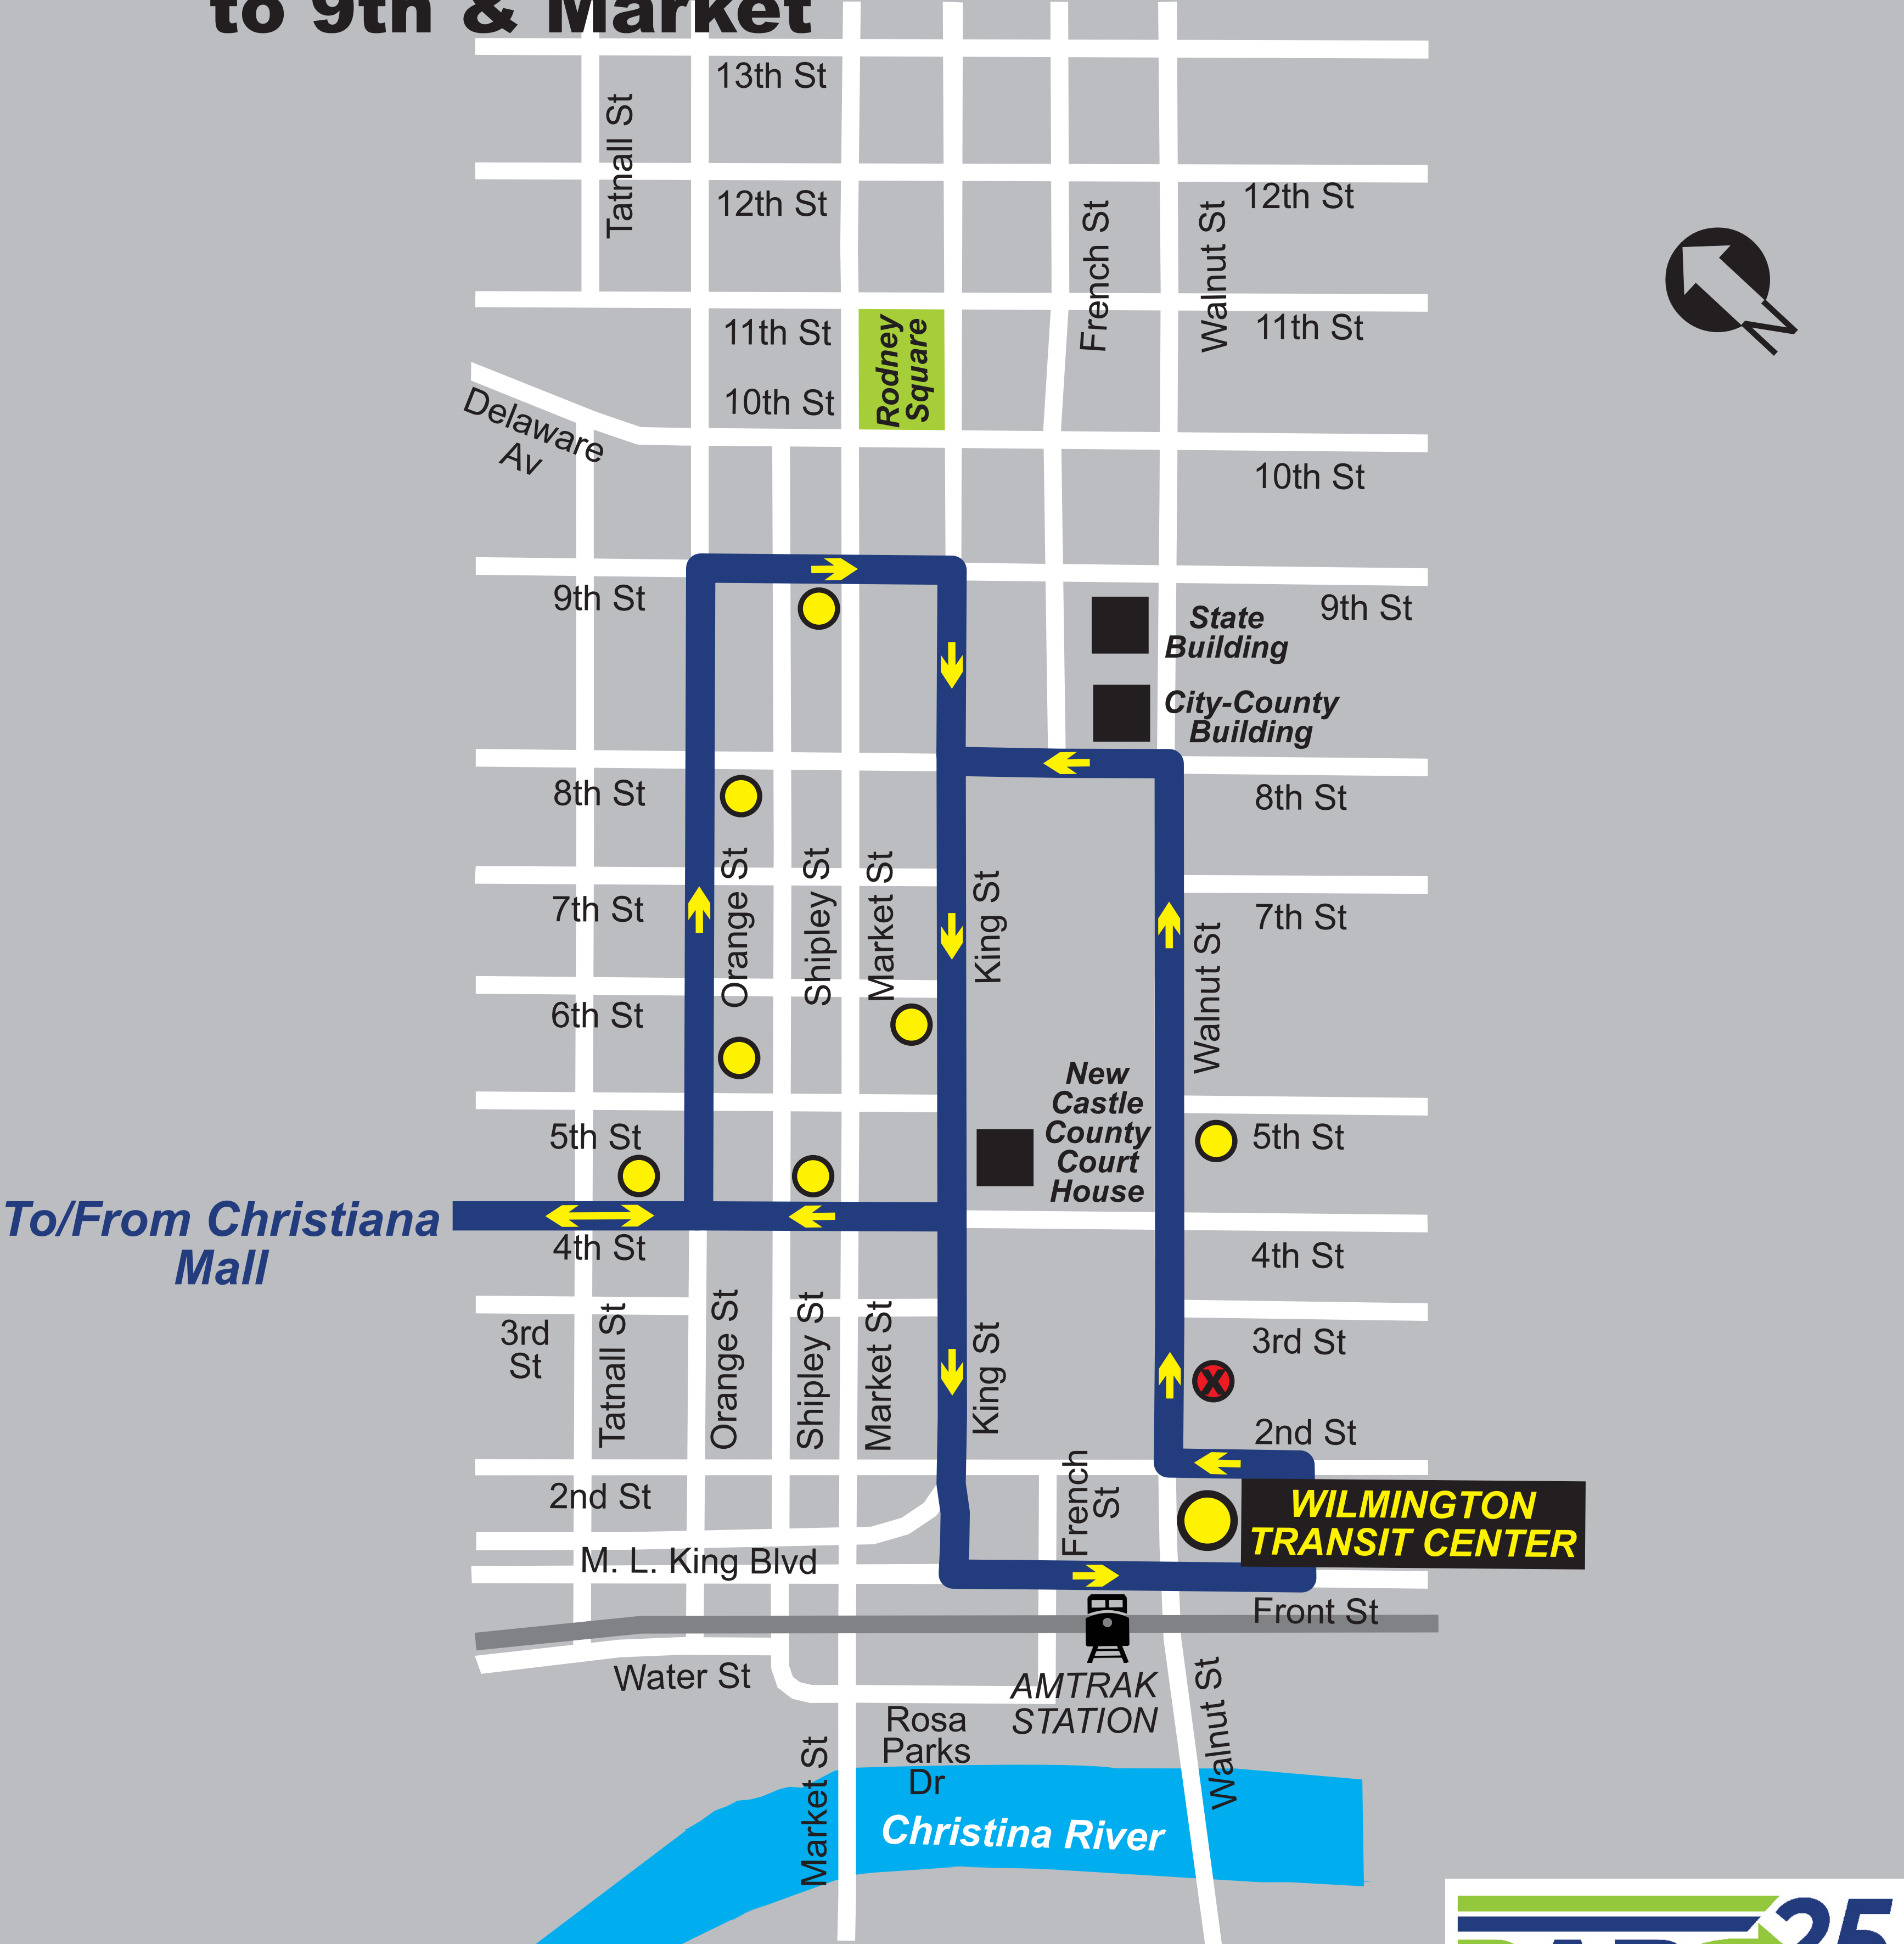 to 9th & Market
13th St
Tatnall St
12th St
12th St
French St
Walnut St
11th St
11th St
Rodney
Square
10th St
Delaware
Av
10th St
9th St
9th St
State
Building
City-County
Building
8th St
8th St
Orange St
Shipley St
Market St
King St
7th St
7th St
Walnut St
6th St
New
Castle
County
Court
House
5th St
5th St
To/From Christiana
Mall
4th St
4th St
3rd
St
3rd St
Tatnall St
Orange St
Shipley St
Market St
King St
X
2nd St
French
St
2nd St
WILMINGTON
TRANSIT CENTER
M. L. King Blvd
Front St
Water St
AMTRAK
STATION
Walnut St
Rosa
Parks
Dr
Market St
Christina River
N
25